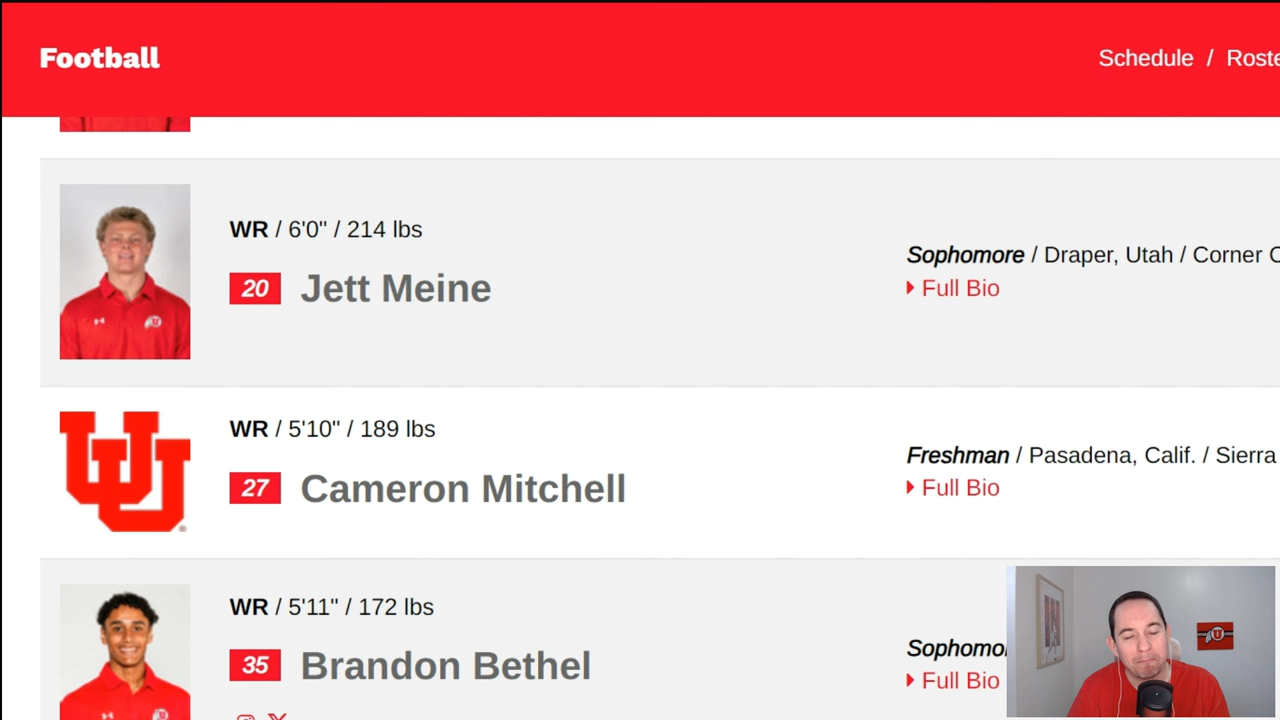 Football
Schedule / Roste
WR / 6'0" / 214 lbs
20 Jett Meine
Sophomore / Draper, Utah / Corner C
Full Bio
WR / 5'10" / 189 lbs
27 Cameron Mitchell
Freshman / Pasadena, Calif. / Sierra
Full Bio
WR / 5'11" / 172 lbs
35 Brandon Bethel
Sophomo
Full Bio